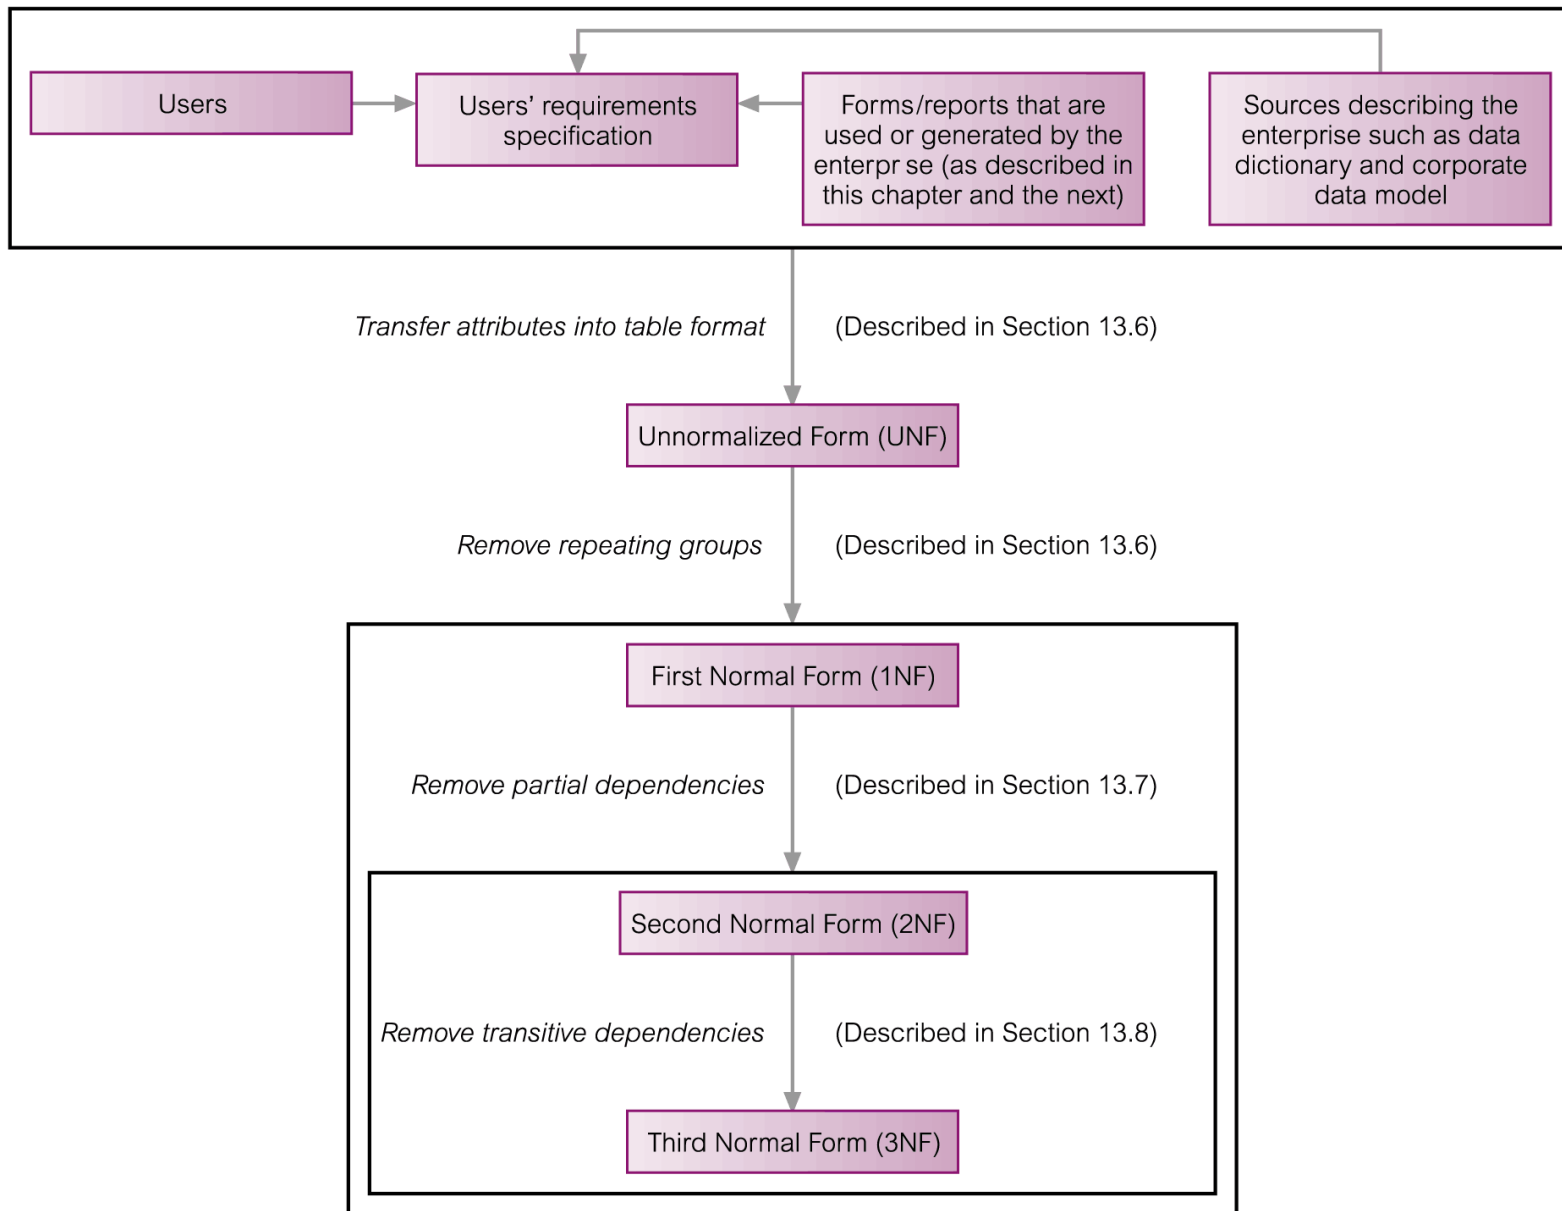 Users
Users' requirements
specification
Forms/reports that are
used or generated by the
enterpr se (as described in
this chapter and the next)
Sources describing the
enterprise such as data
dictionary and corporate
data model
Transfer attributes into table format
(Described in Section 13.6)
Unnormalized Form (UNF)
Remove repeating groups
(Described in Section 13.6)
First Normal Form (1NF)
Remove partial dependencies
(Described in Section 13.7)
Second Normal Form (2NF)
Remove transitive dependencies
(Described in Section 13.8)
Third Normal Form (3NF)